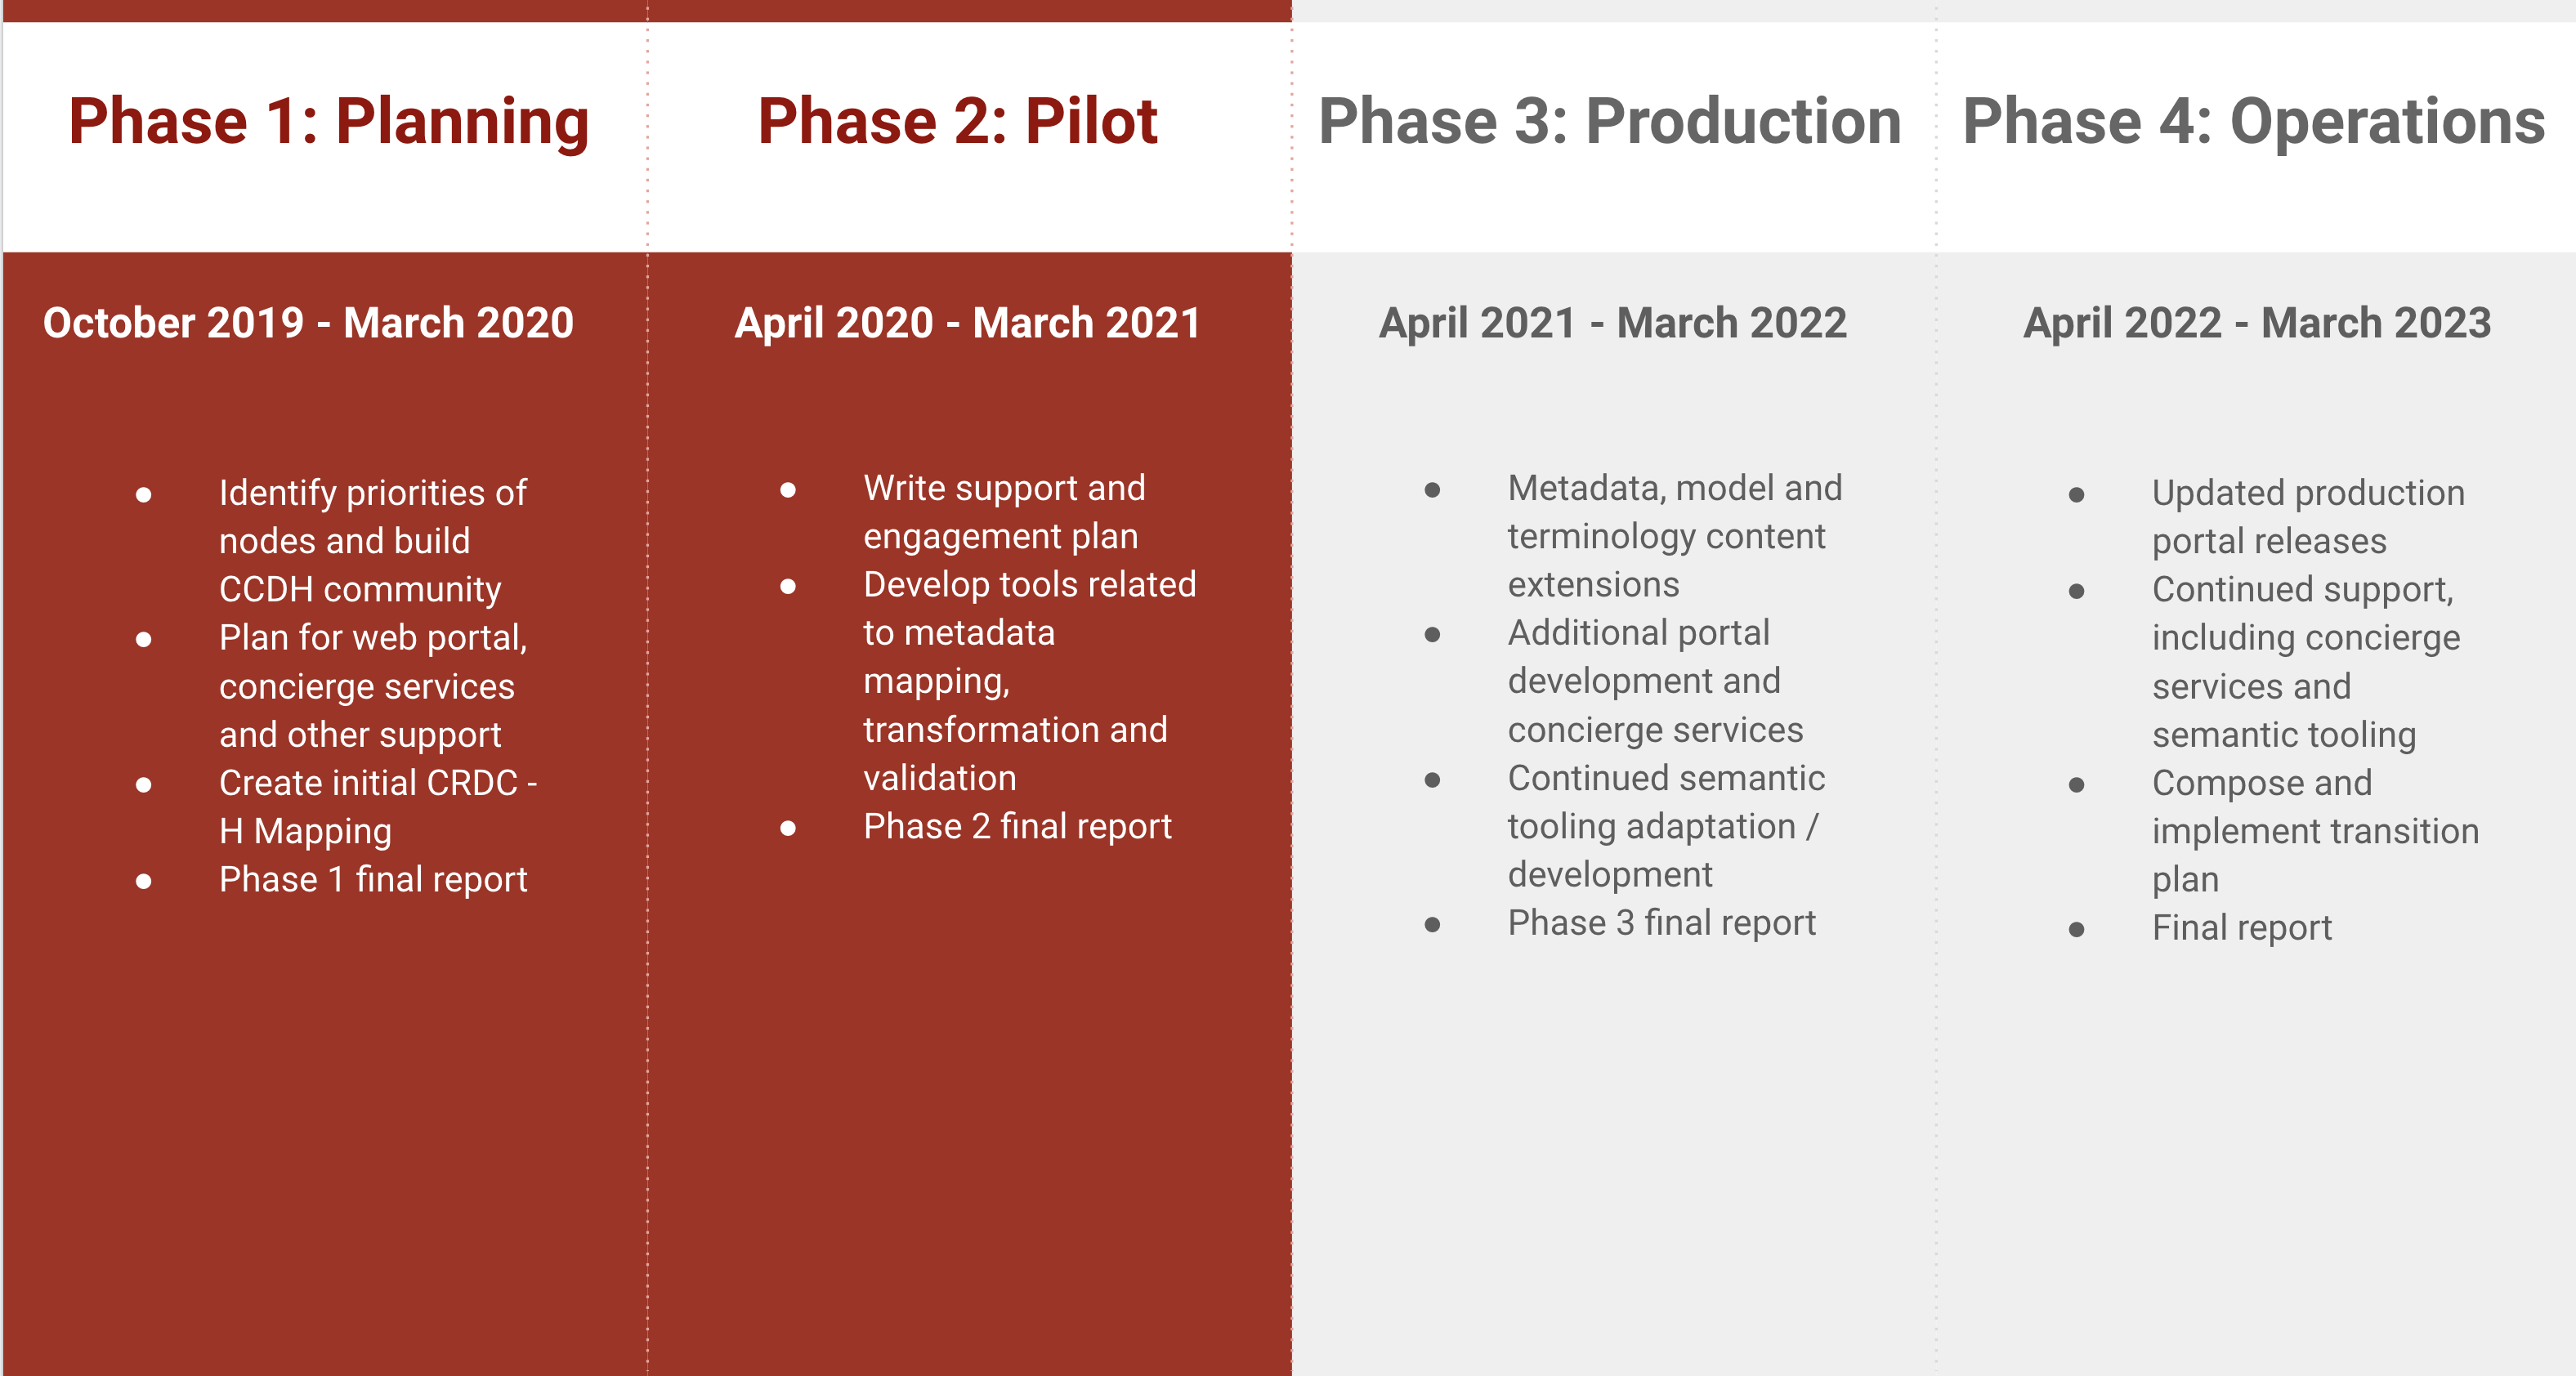 Phase 1: Planning
October 2019 - March 2020
● Identify priorities of
nodes and build
CCDH community
● Plan for web portal,
concierge services
and other support
● Create initial CRDC -
H Mapping
● Phase 1 final report
Phase 2: Pilot
April 2020 - March 2021
● Write support and
engagement plan
● Develop tools related
to metadata
mapping,
transformation and
validation
● Phase 2 final report
Phase 3: Production
April 2021 - March 2022
● Metadata, model and
terminology content
extensions
● Additional portal
development and
concierge services
● Continued semantic
tooling adaptation /
development
● Phase 3 final report
Phase 4: Operations
April 2022 - March 2023
● Updated production
portal releases
● Continued support,
including concierge
services and
semantic tooling
● Compose and
implement transition
plan
● Final report